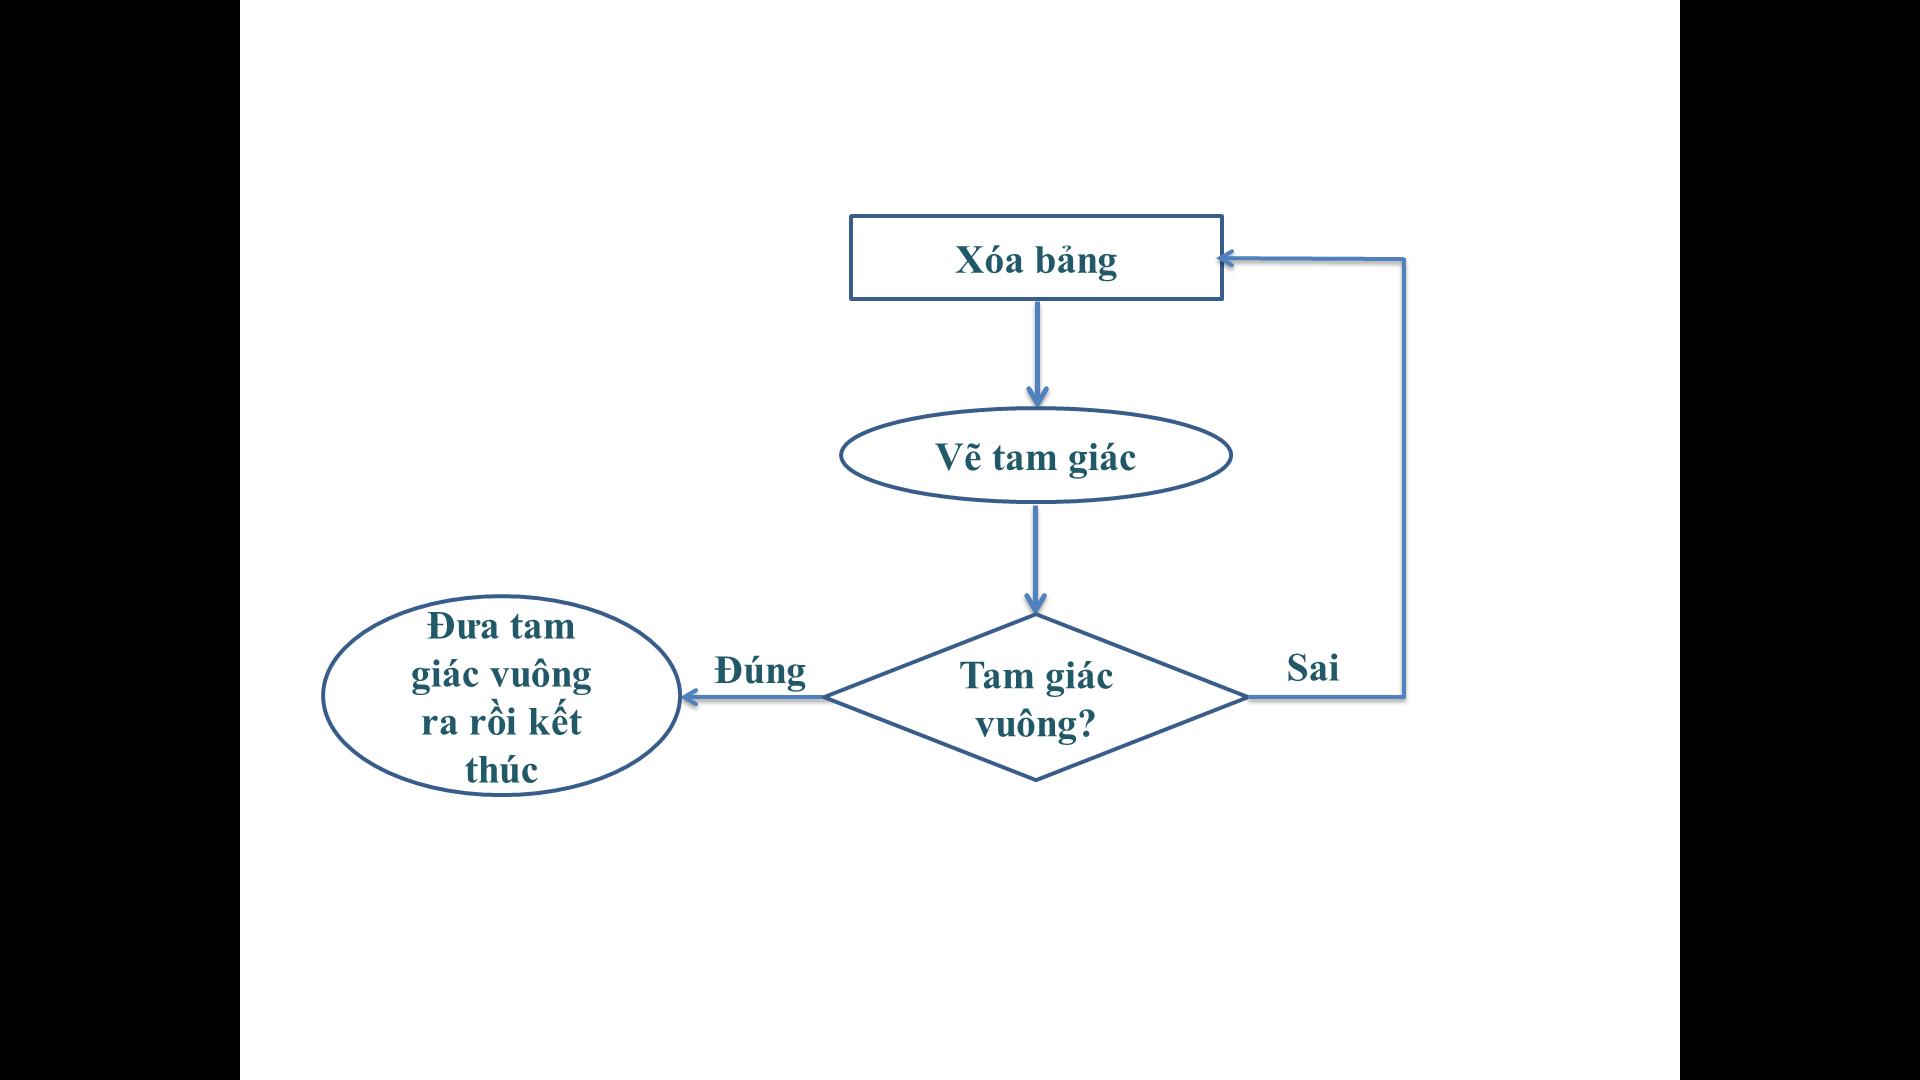 Xóa bảng
Vẽ tam giác
Tam giác
vuông?
Đúng
Sai
Đưa tam
giác vuông
ra rồi kết
thúc